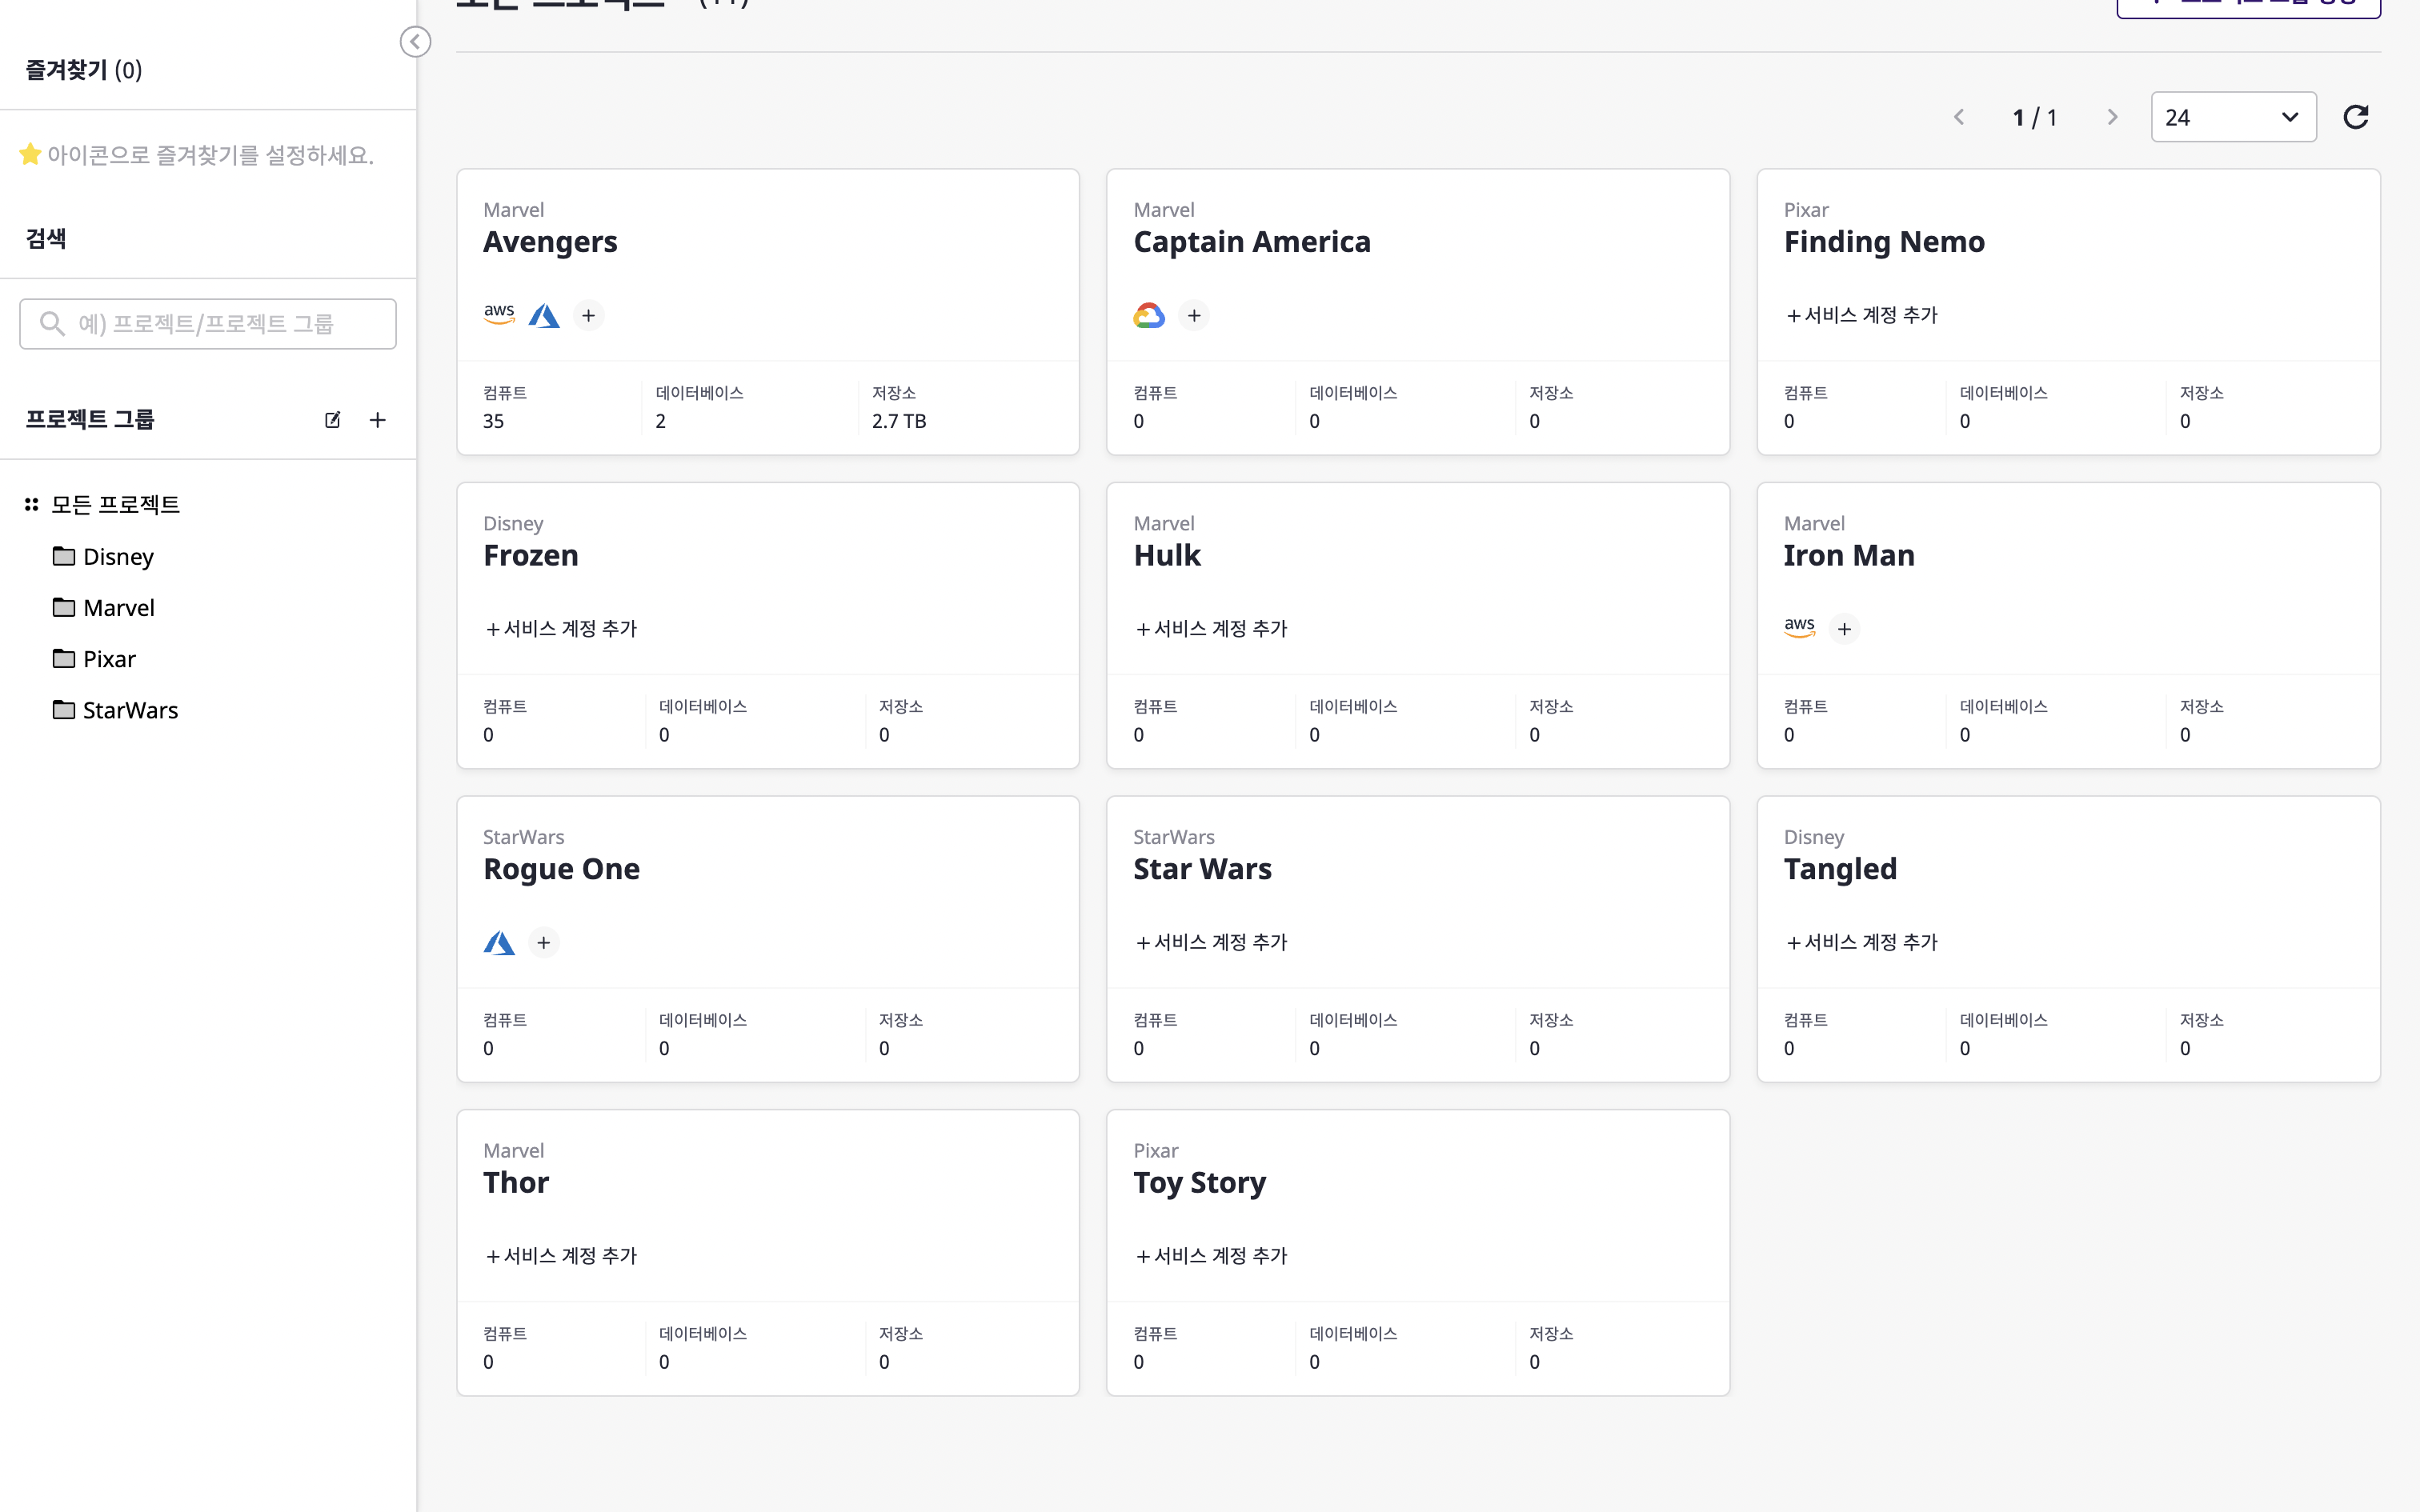 즐겨찾기 (0)
아이콘으로 즐겨찾기를 설정하세요.
검색
예) 프로젝트/프로젝트 그룹
프로젝트 그룹
모든 프로젝트
Disney
Marvel
Pixar
StarWars
1 / 1
24
Marvel
Avengers
aws
컴퓨트
35
데이터베이스
2
저장소
2.7 TB
Marvel
Captain America
컴퓨트
0
데이터베이스
0
저장소
0
Pixar
Finding Nemo
+서비스 계정 추가
컴퓨트
0
데이터베이스
0
저장소
0
Disney
Frozen
+서비스 계정 추가
컴퓨트
0
데이터베이스
0
저장소
0
Marvel
Hulk
+서비스 계정 추가
컴퓨트
0
데이터베이스
0
저장소
0
Marvel
Iron Man
aws
컴퓨트
0
데이터베이스
0
저장소
0
StarWars
Rogue One
컴퓨트
0
데이터베이스
0
저장소
0
StarWars
Star Wars
+서비스 계정 추가
컴퓨트
0
데이터베이스
0
저장소
0
Disney
Tangled
+서비스 계정 추가
컴퓨트
0
데이터베이스
0
저장소
0
Marvel
Thor
+서비스 계정 추가
컴퓨트
0
데이터베이스
0
저장소
0
Pixar
Toy Story
+서비스 계정 추가
컴퓨트
0
데이터베이스
0
저장소
0